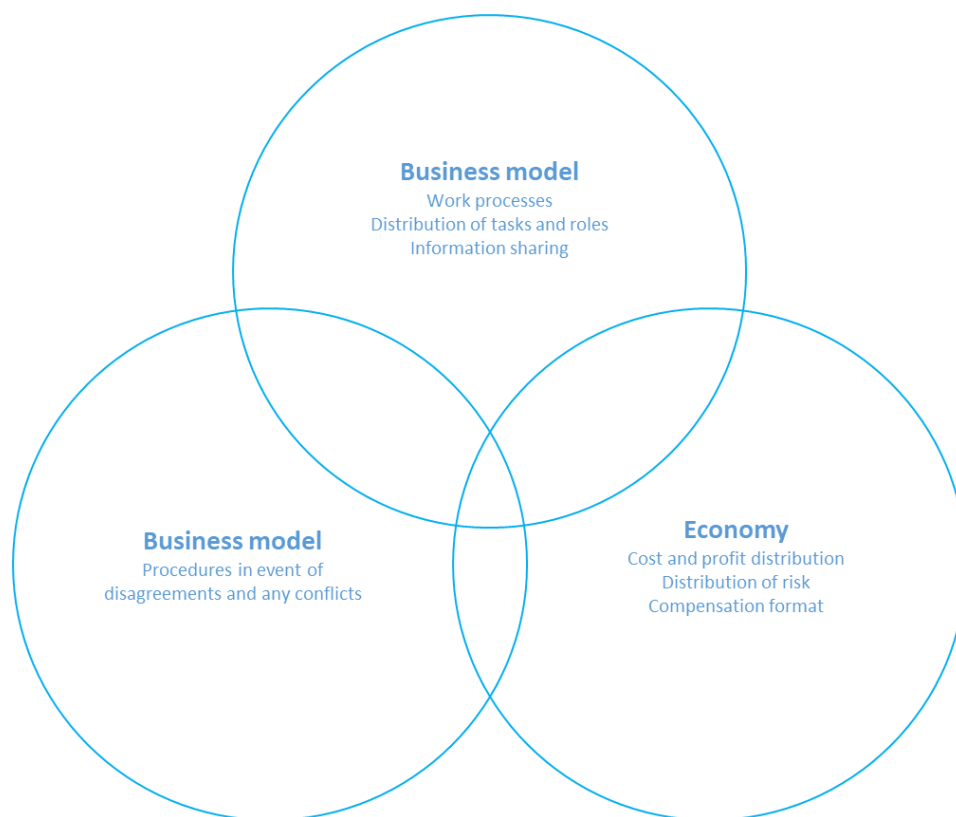 Business model
Work processes
Distribution of tasks and roles
Information sharing
Business model
Procedures in event of
disagreements and any conflicts
Economy
Cost and profit distribution
Distribution of risk
Compensation format